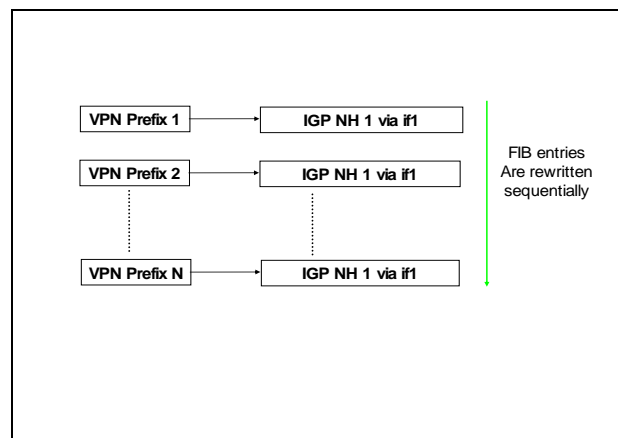 VPN Prefix 1
IGP NH 1 via if1
VPN Prefix 2
IGP NH 1 via if1
VPN Prefix N
IGP NH 1 via if1
FIB entries
Are rewritten
sequentially